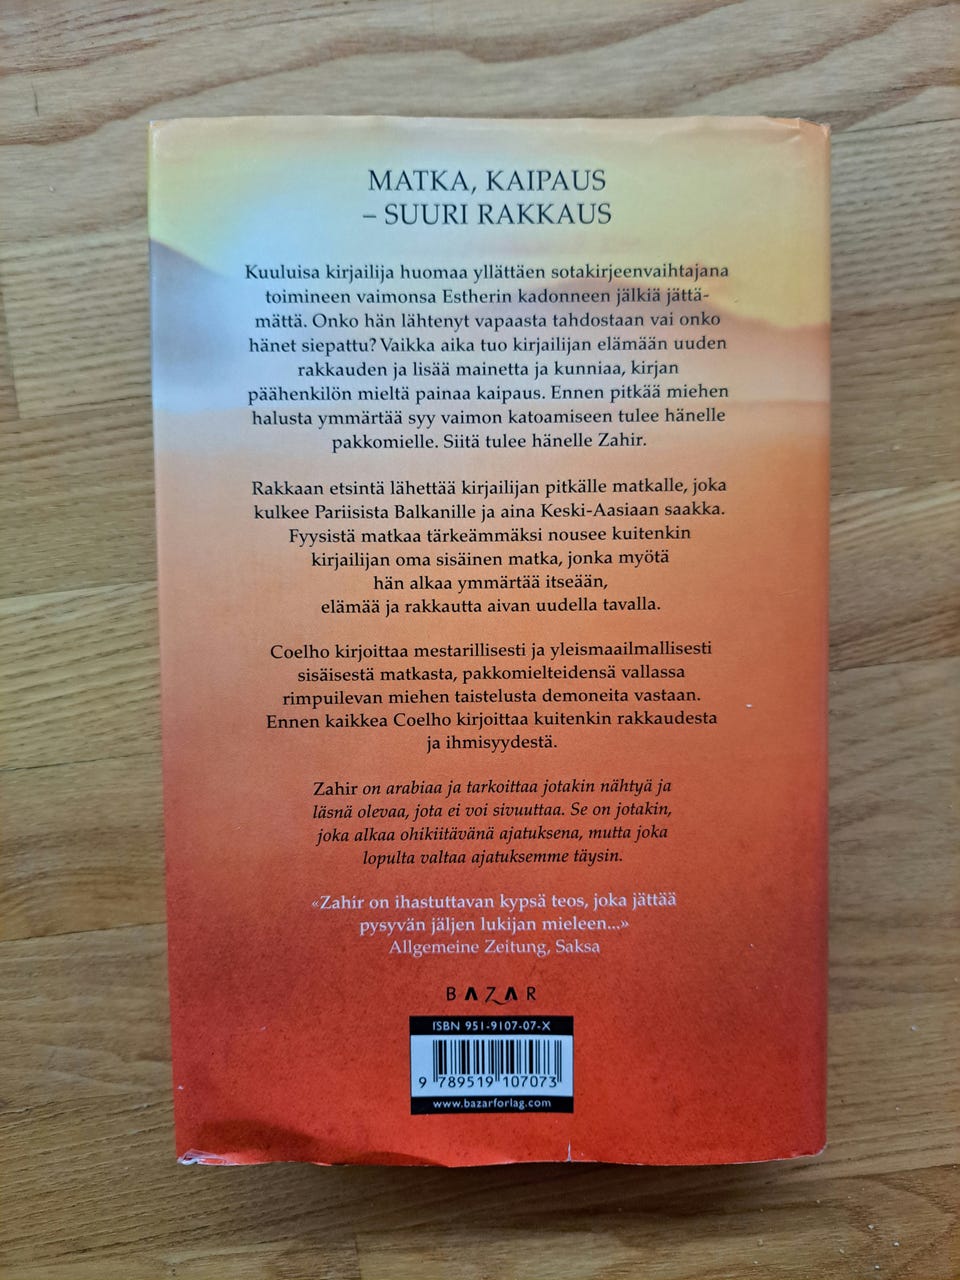 MATKA, KAIPAUS
– SUURI RAKKAUS
Kuuluisa kirjailija huomaa yllättäen sotakirjeenvaihtajana
toimineen vaimonsa Estherin kadonneen jälkiä jättä-
mättä. Onko hän lähtenyt vapaasta tahdostaan vai onko
hänet siepattu? Vaikka aika tuo kirjailijan elämään uuden
rakkauden ja lisää mainetta ja kunniaa, kirjan
päähenkilön mieltä painaa kaipaus. Ennen pitkää miehen
halusta ymmärtää syy vaimon katoamiseen tulee hänelle
pakkomielle. Siitä tulee hänelle Zahir.
Rakkaan etsintä lähettää kirjailijan pitkälle matkalle, joka
kulkee Pariisista Balkanille ja aina Keski-Aasiaan saakka.
Fyysistä matkaa tärkeämmäksi nousee kuitenkin
kirjailijan oma sisäinen matka, jonka myötä
hän alkaa ymmärtää itseään,
elämää ja rakkautta aivan uudella tavalla.
Coelho kirjoittaa mestarillisesti ja yleismaailmallisesti
sisäisestä matkasta, pakkomielteidensä vallassa
rimpuilevan miehen taistelusta demoneita vastaan.
Ennen kaikkea Coelho kirjoittaa kuitenkin rakkaudesta
ja ihmisyydestä.
Zahir on arabiaa ja tarkoittaa jotakin nähtyä ja
läsnä olevaa, jota ei voi sivuuttaa. Se on jotakin,
joka alkaa ohikiitävänä ajatuksena, mutta joka
lopulta valtaa ajatuksemme täysin.
«Zahir on ihastuttavan kypsä teos, joka jättää
pysyvän jäljen lukijan mieleen...»
Allgemeine Zeitung, Saksa
BAZAR
ISBN 951-9107-07-X
9 789519 107073
www.bazarforlag.com